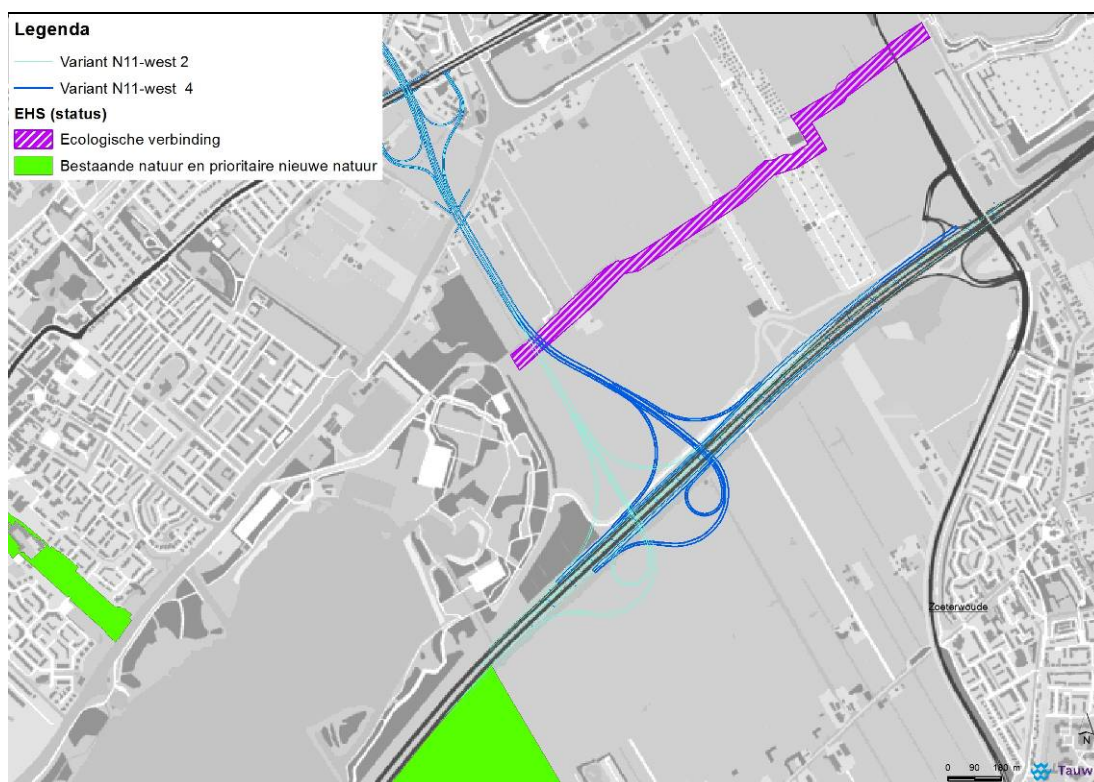 Legenda
Variant N11-west 2
Variant N11-west 4
EHS (status)
Ecologische verbinding
Bestaande natuur en prioritaire nieuwe natuur
Zoeterwoude
N
0 90 180 m
Tauw